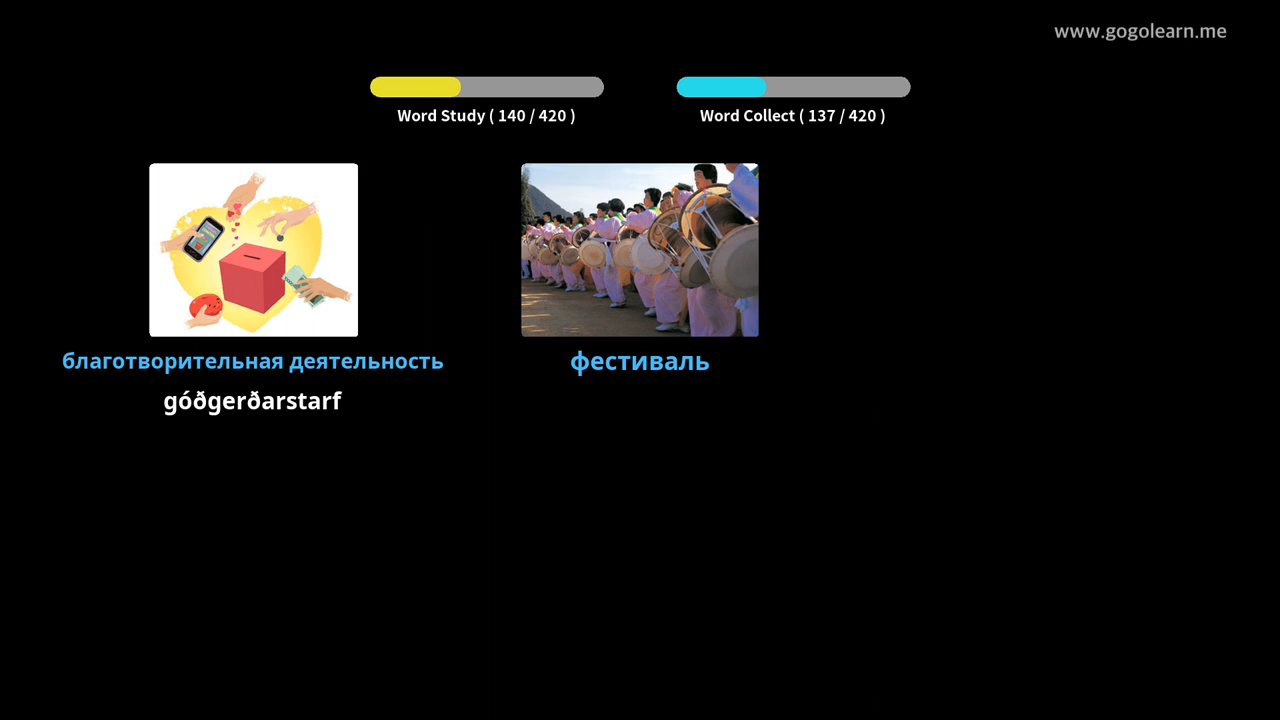 www.gogolearn.me
Word Study ( 140 / 420 )
Word Collect ( 137 / 420 )
благотворительная деятельность
góðgerðarstarf
фестиваль